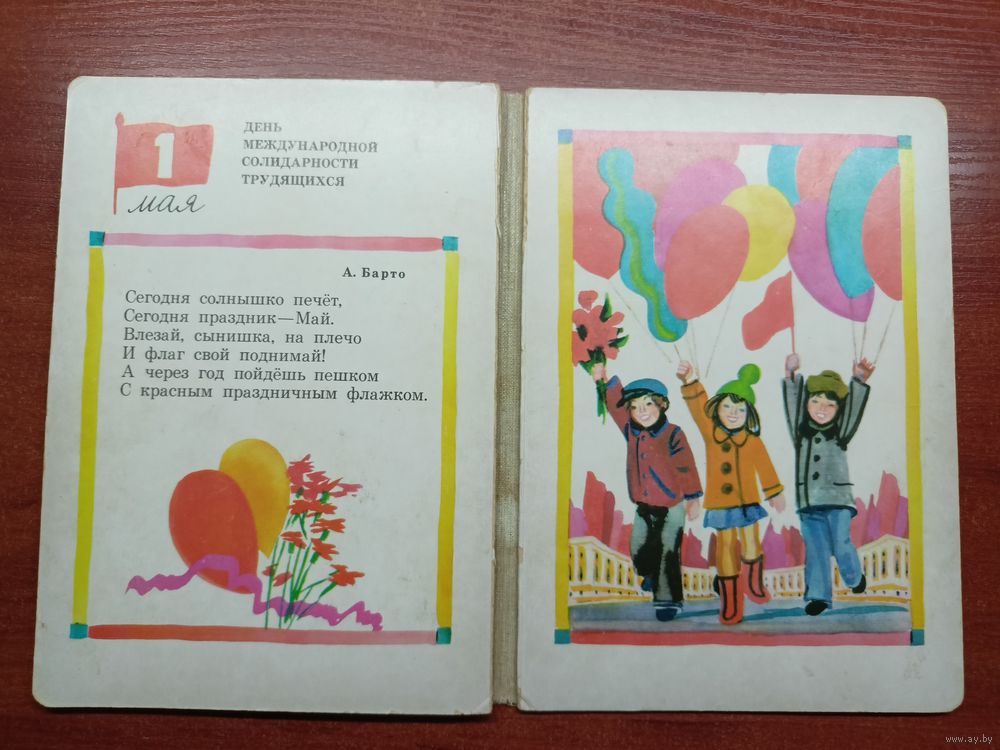 1
мая
ДЕНЬ
МЕЖДУНАРОДНОЙ
СОЛИДАРНОСТИ
ТРУДЯЩИХСЯ
А. Барто
Сегодня солнышко печёт,
Сегодня праздник—Май.
Влезай, сынишка, на плечо
И флаг свой поднимай!
А через год пойдёшь пешком
С красным праздничным флажком.
www.ay.by